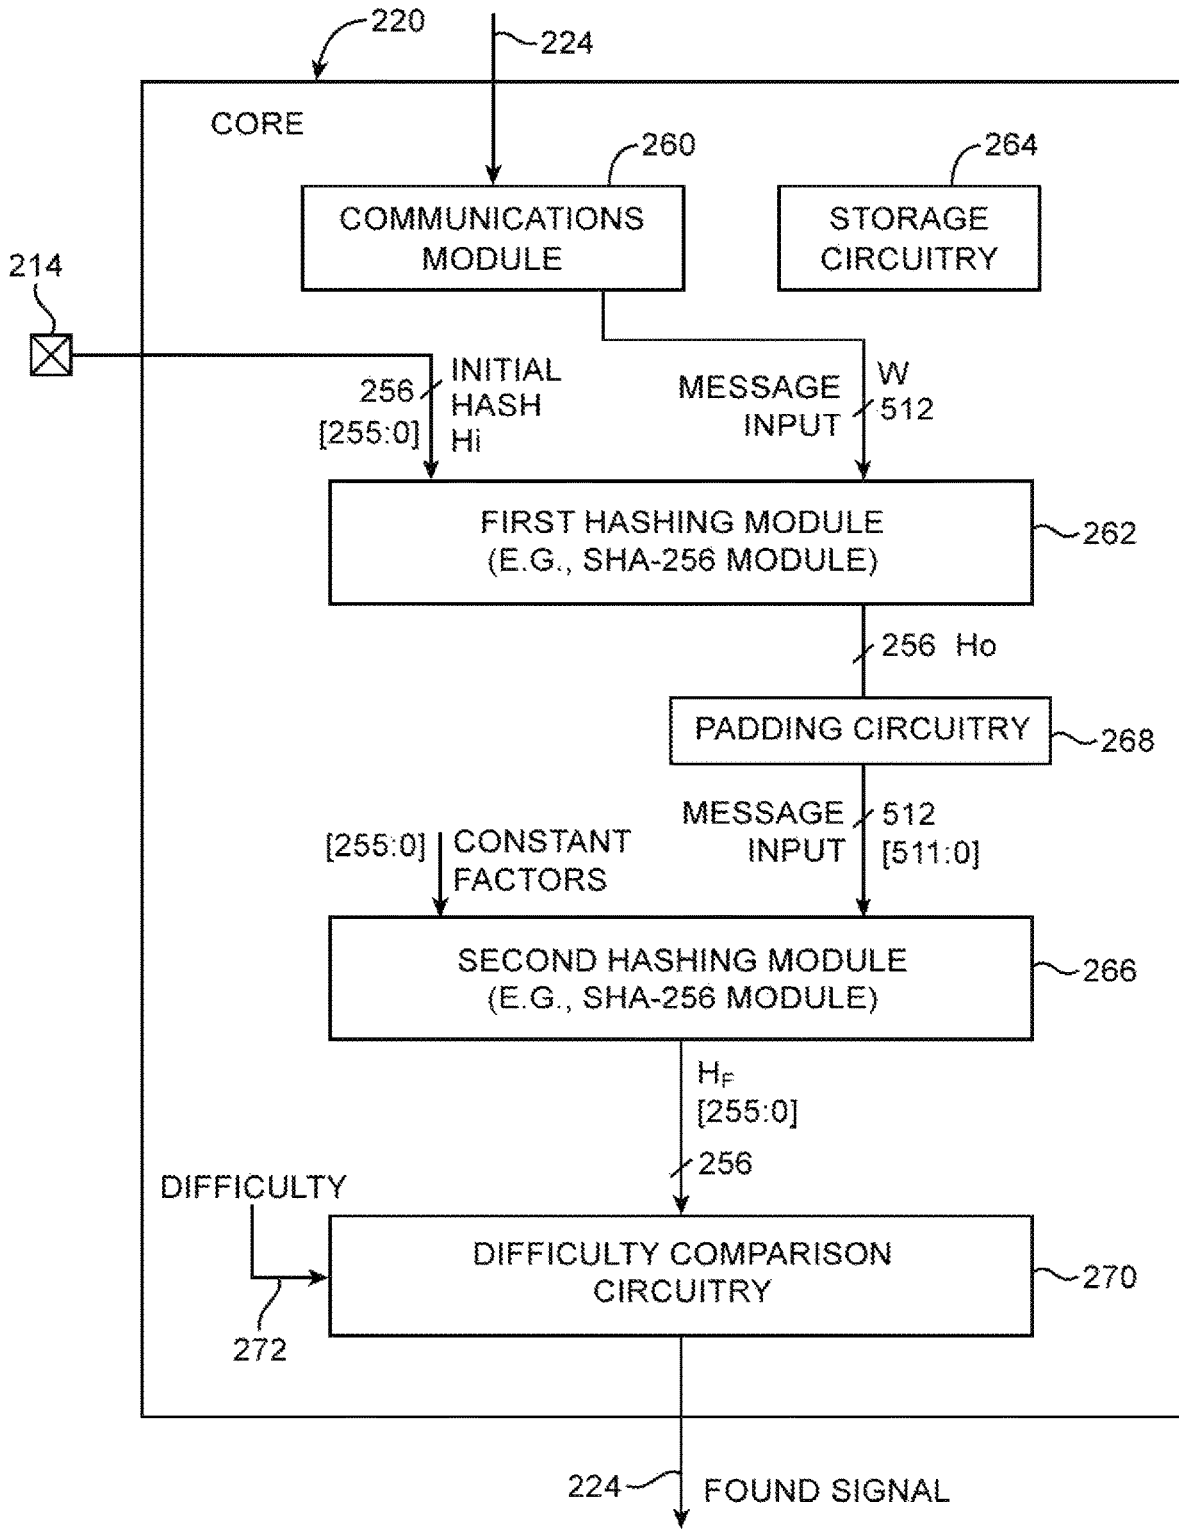 220
224
CORE
260
264
COMMUNICATIONS
MODULE
STORAGE
CIRCUITRY
214
256
[255:0]
INITIAL
HASH
Hi
MESSAGE
INPUT
W
512
FIRST HASHING MODULE
(E.G., SHA-256 MODULE)
262
256 Ho
PADDING CIRCUITRY
268
[255:0]
CONSTANT
FACTORS
MESSAGE
INPUT
512
[511:0]
SECOND HASHING MODULE
(E.G., SHA-256 MODULE)
266
HF
[255:0]
256
DIFFICULTY
272
DIFFICULTY COMPARISON
CIRCUITRY
270
224
FOUND SIGNAL